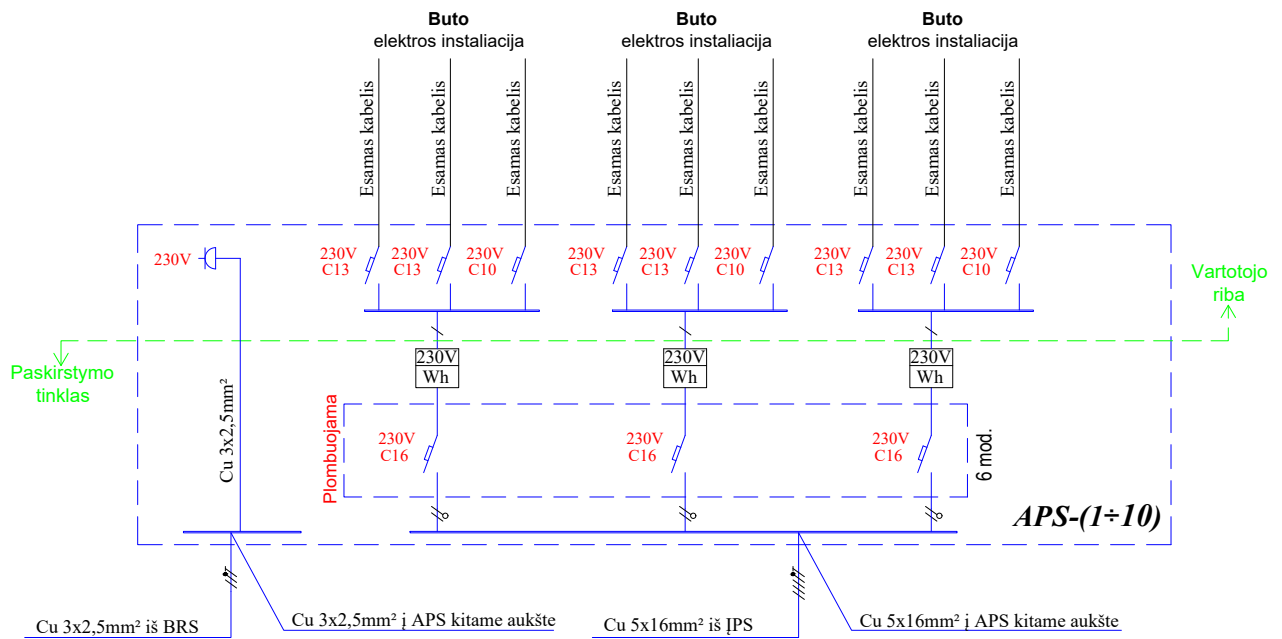 Buto
elektros instaliacija
Buto
elektros instaliacija
Buto
elektros instaliacija
Esamas kabelis
Esamas kabelis
Esamas kabelis
Esamas kabelis
Esamas kabelis
Esamas kabelis
Esamas kabelis
Esamas kabelis
Esamas kabelis
230V
230V
C13
230V
C13
230V
C10
230V
C13
230V
C13
230V
C10
230V
C13
230V
C13
230V
C10
Vartotojo
riba
Paskirstymo
tinklas
Cu 3x2,5mm²
230V
Wh
230V
Wh
230V
Wh
Plombuojama
230V
C16
230V
C16
230V
C16
6 mod.
APS-(1÷10)
Cu 3x2,5mm² iš BRS
Cu 3x2,5mm² į APS kitame aukšte
Cu 5x16mm² iš ĮPS
Cu 5x16mm² į APS kitame aukšte